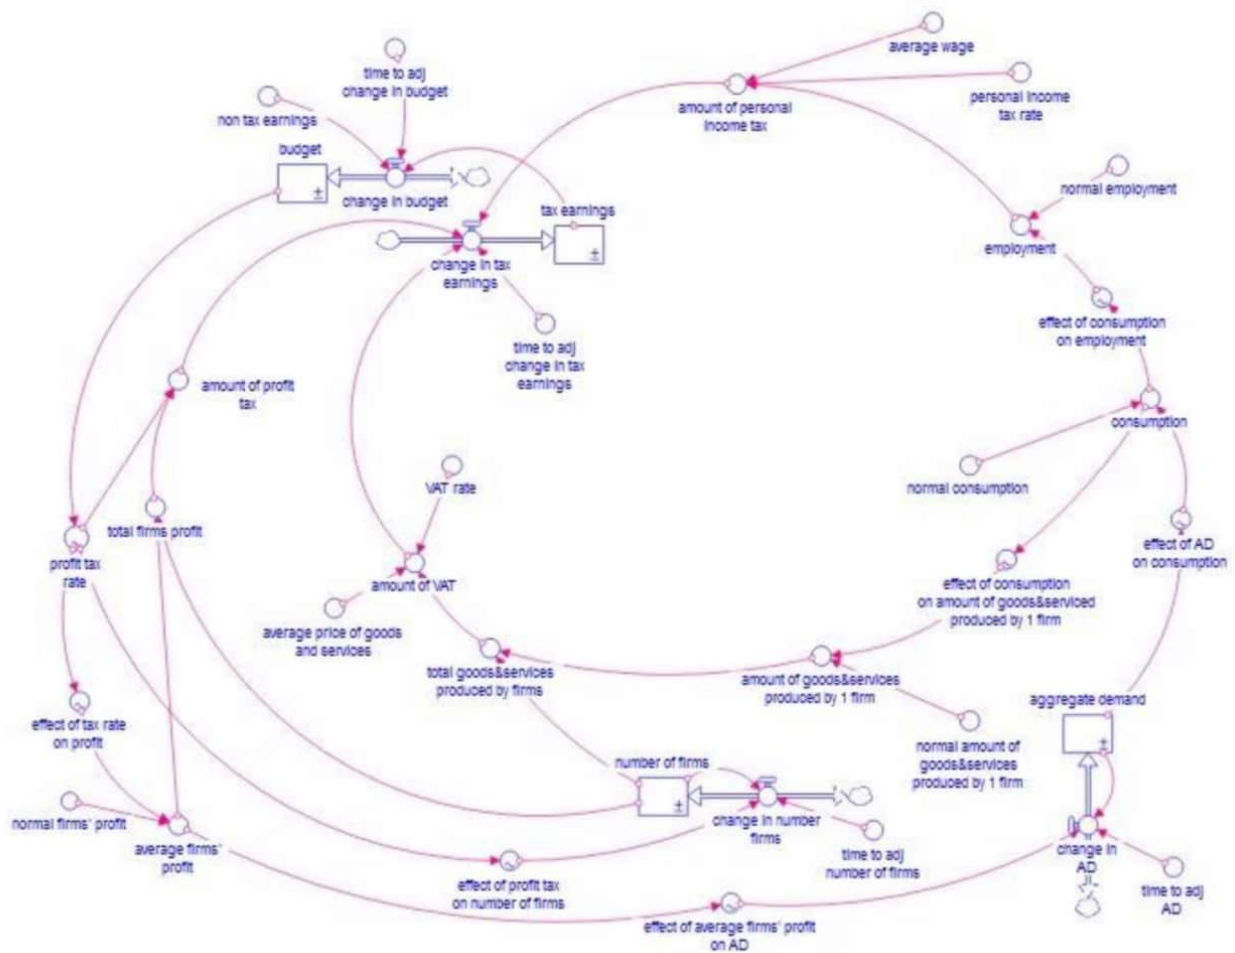 average wage
time to adj
change in budget
personal income
tax rate
non tax earnings
amount of personal
income tax
budget
normal employment
change in budget
tax earnings
employment
change in tax
earnings
effect of consumption
on employment
time to adj
change in tax
earnings
amount of profit
tax
consumption
VAT rate
normal consumption
total firms profit
effect of AD
on consumption
profit tax
rate
amount of VAT
effect of consumption
on amount of goods&serviced
produced by 1 firm
average price of goods
and services
total goods&services
produced by firms
amount of goods&services
produced by 1 firm
aggregate demand
effect of tax rate
on profit
normal amount of
goods&services
produced by 1 firm
number of firms
normal firms' profit
change in number
firms
average firms'
profit
change in
AD
time to adj
number of firms
time to adj
AD
effect of profit tax
on number of firms
effect of average firms' profit
on AD